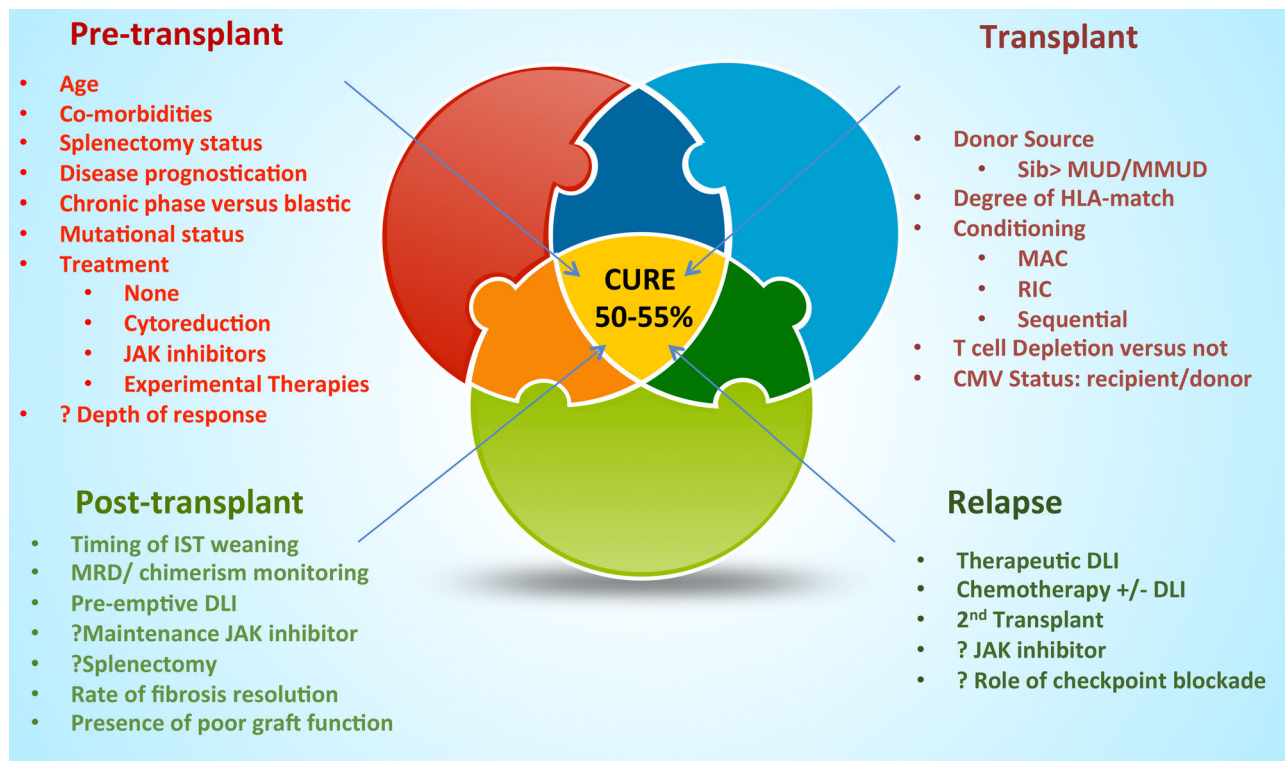 Pre-transplant
• Age
• Co-morbidities
• Splenectomy status
• Disease prognostication
• Chronic phase versus blastic
• Mutational status
• Treatment
• None
• Cytoreduction
• JAK inhibitors
• Experimental Therapies
• ? Depth of response
Transplant
• Donor Source
• Sib> MUD/MMUD
• Degree of HLA-match
• Conditioning
• MAC
• RIC
• Sequential
• T cell Depletion versus not
• CMV Status: recipient/donor
CURE
50-55%
Post-transplant
• Timing of IST weaning
• MRD/ chimerism monitoring
• Pre-emptive DLI
• ?Maintenance JAK inhibitor
• ?Splenectomy
• Rate of fibrosis resolution
• Presence of poor graft function
Relapse
• Therapeutic DLI
• Chemotherapy +/- DLI
• 2nd Transplant
• ? JAK inhibitor
• ? Role of checkpoint blockade